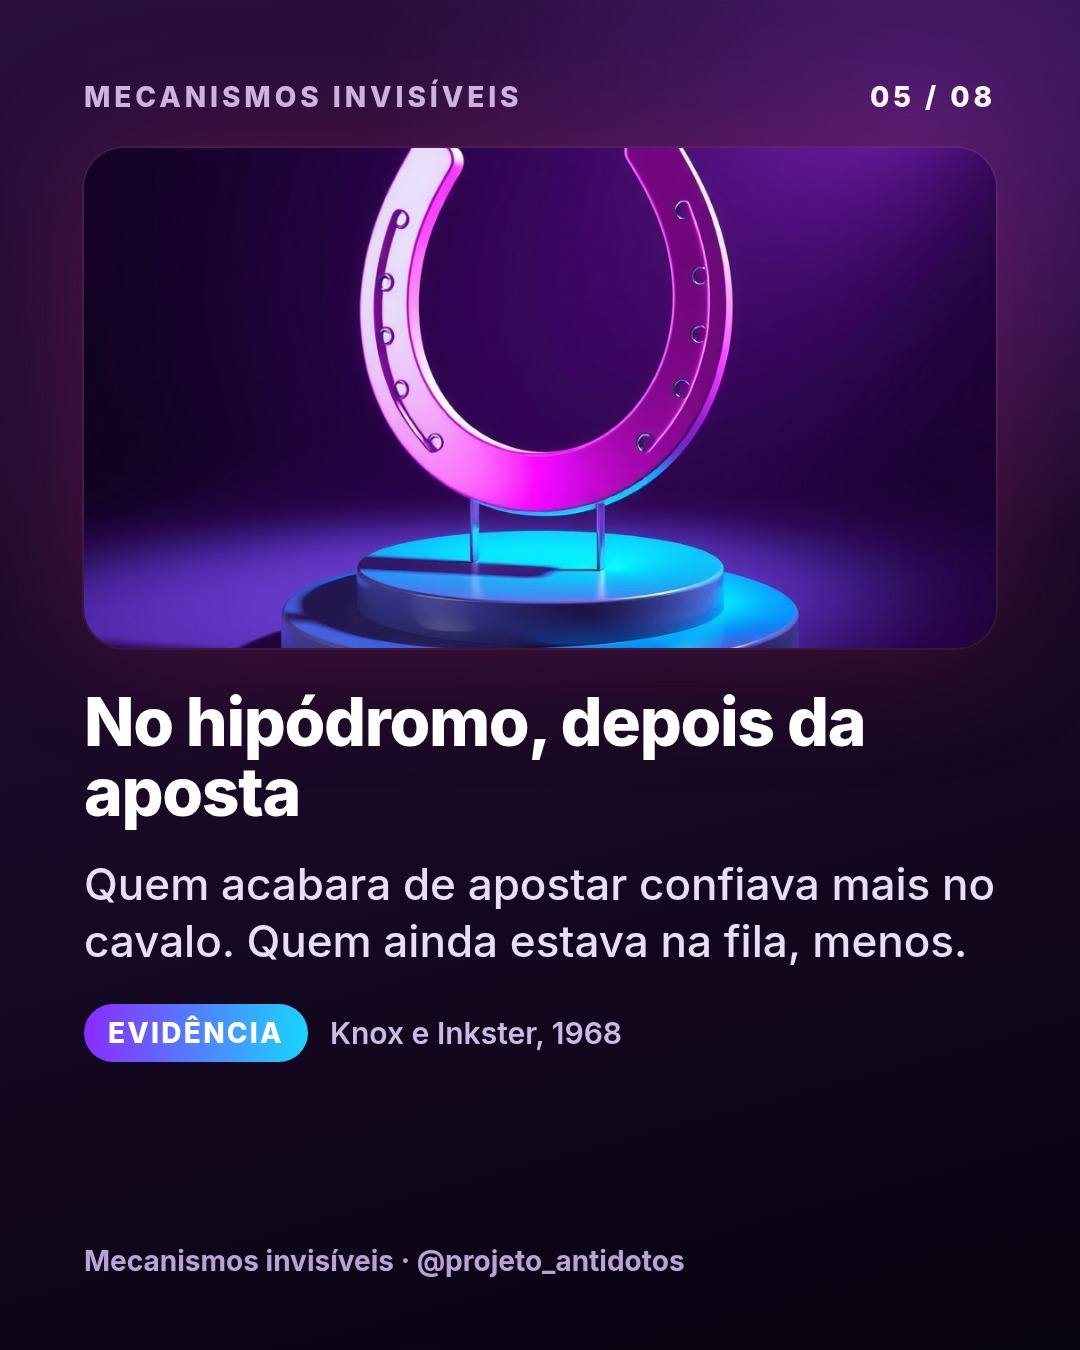 MECANISMOS INVISÍVEIS
05 / 08
No hipódromo, depois da
aposta
Quem acabara de apostar confiava mais no
cavalo. Quem ainda estava na fila, menos.
EVIDÊNCIA
Knox e Inkster, 1968
Mecanismos invisíveis · @projeto_antidotos